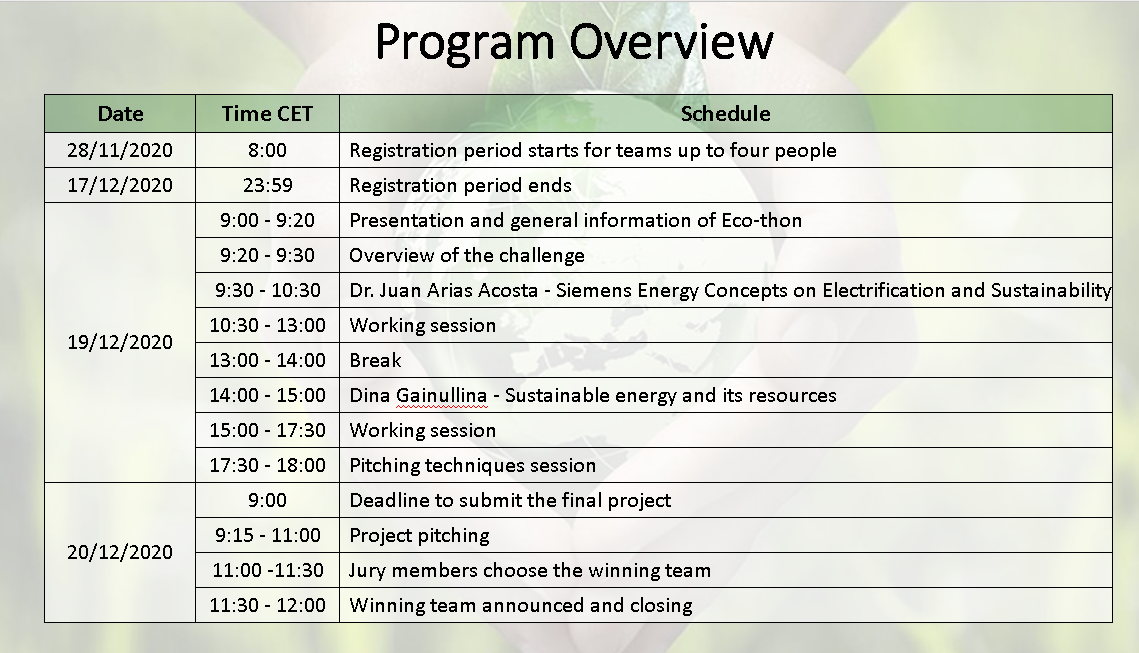 Program Overview
Date Time CET Schedule
28/11/2020 8:00 Registration period starts for teams up to four people
17/12/2020 23:59 Registration period ends
19/12/2020
9:00 - 9:20 Presentation and general information of Eco-thon
9:20 - 9:30 Overview of the challenge
9:30 - 10:30 Dr. Juan Arias Acosta - Siemens Energy Concepts on Electrification and Sustainability
10:30 - 13:00 Working session
13:00 - 14:00 Break
14:00 - 15:00 Dina Gainullina - Sustainable energy and its resources
15:00 - 17:30 Working session
17:30 - 18:00 Pitching techniques session
20/12/2020
9:00 Deadline to submit the final project
9:15 - 11:00 Project pitching
11:00 -11:30 Jury members choose the winning team
11:30 - 12:00 Winning team announced and closing